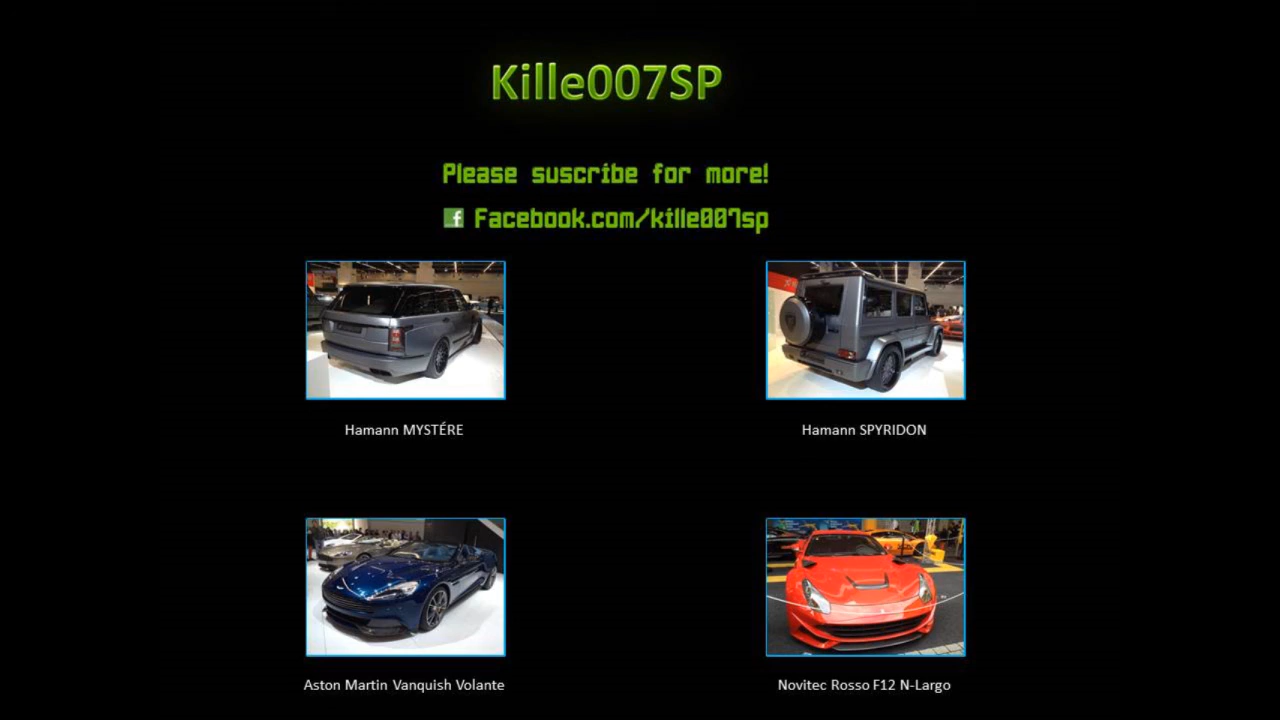 Kille007SP
Please suscribe for more!
Facebook.com/kille007sp
Hamann MYSTÉRE
Hamann SPYRIDON
Aston Martin Vanquish Volante
Novitec Rosso F12 N-Largo